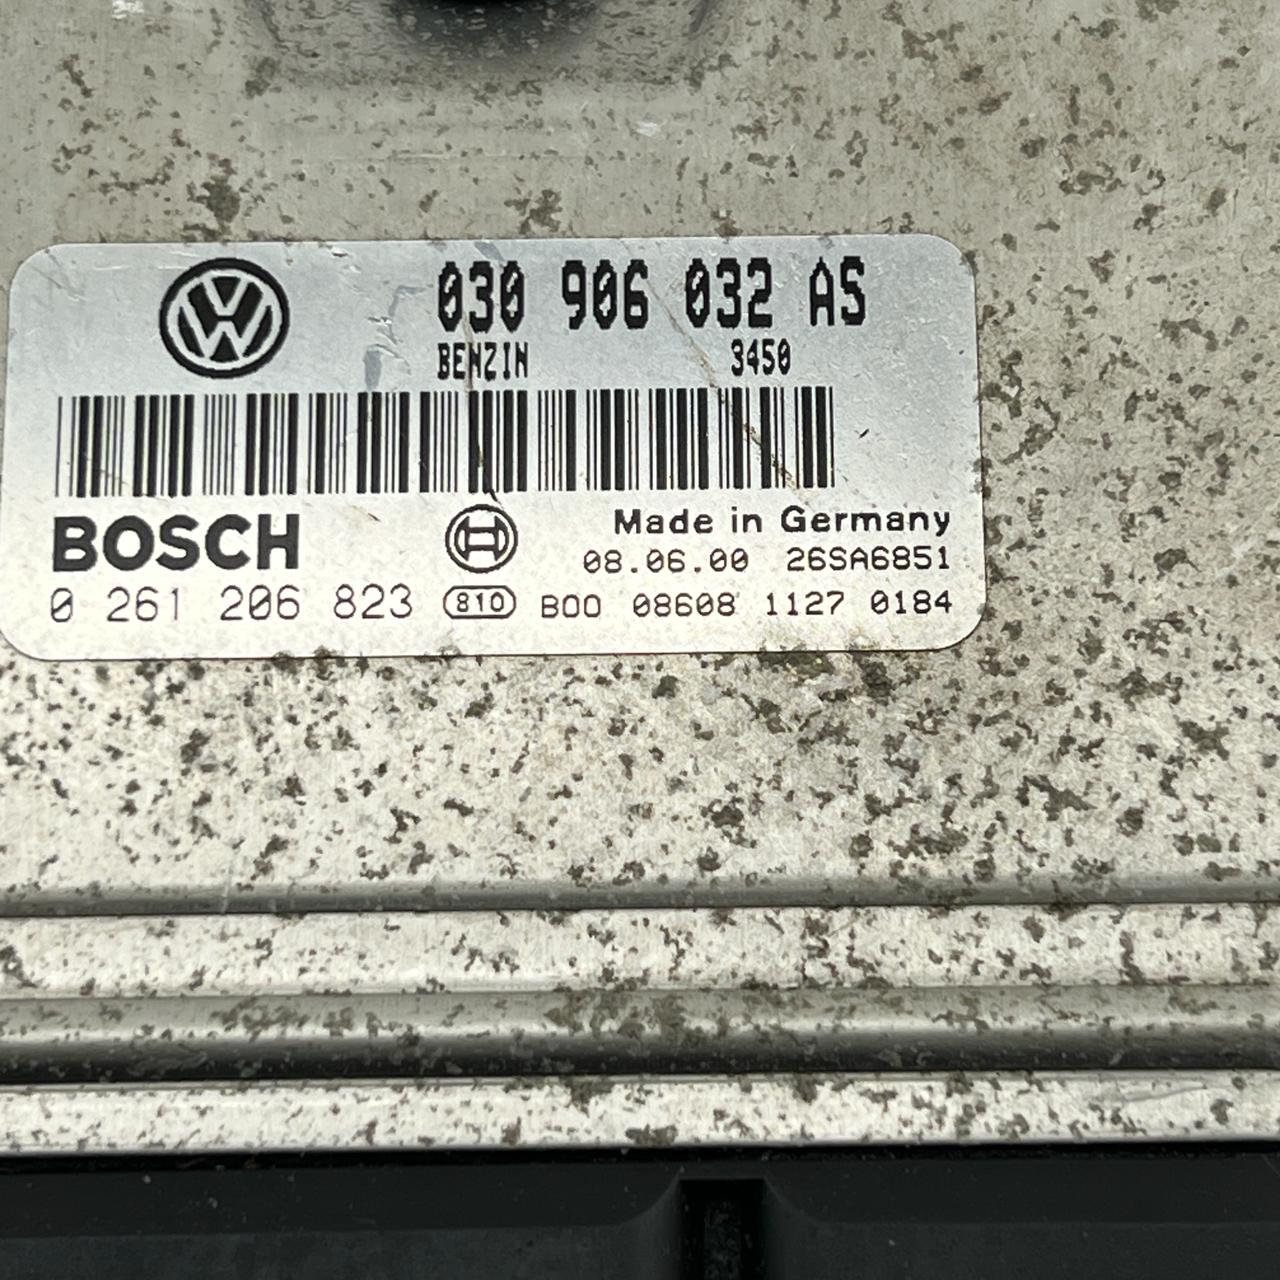 030 906 032 AS
BENZIN 3450
BOSCH Made in Germany
08.06.00 26SA6851
0 261 206 823 810 B00 08608 1127 0184